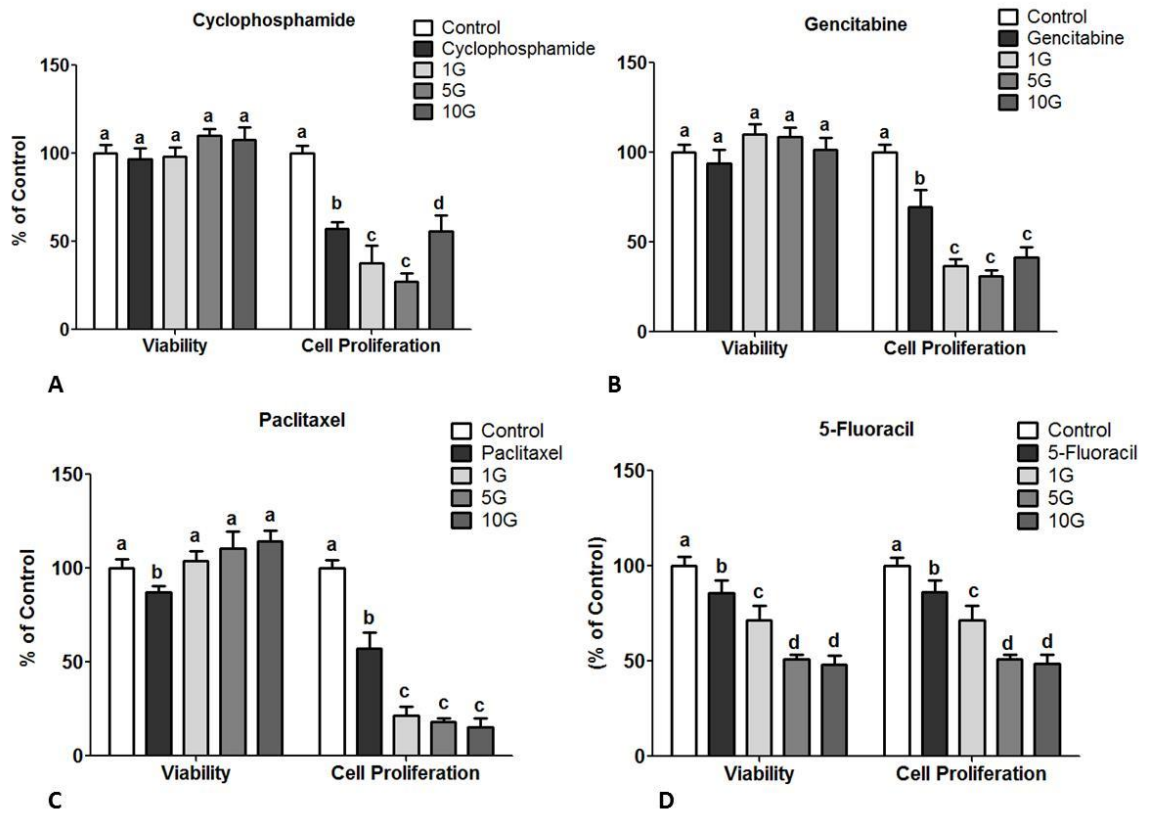 Cyclophosphamide
Control
Cyclophosphamide
1G
5G
10G
% of Control
150
100
50
0
a a a a a
a b c c d
Viability Cell Proliferation
A
Gencitabine
Control
Gencitabine
1G
5G
10G
% of Control
150
100
50
0
a a a a a
a b c c c
Viability Cell Proliferation
B
Paclitaxel
Control
Paclitaxel
1G
5G
10G
% of Control
150
100
50
0
a b a a a
a b c c c
Viability Cell Proliferation
C
5-Fluoracil
Control
5-Fluoracil
1G
5G
10G
(% of Control)
150
100
50
0
a b c d d
a b c d d
Viability Cell Proliferation
D